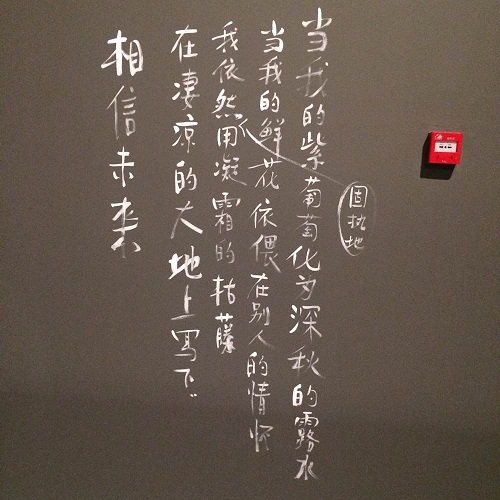 当我的紫葡萄化为深秋的露水
当我的鲜花依偎在别人的情怀
固执地
我依然用凝霜的枯藤
在凄凉的大地上寫下:
相信未来